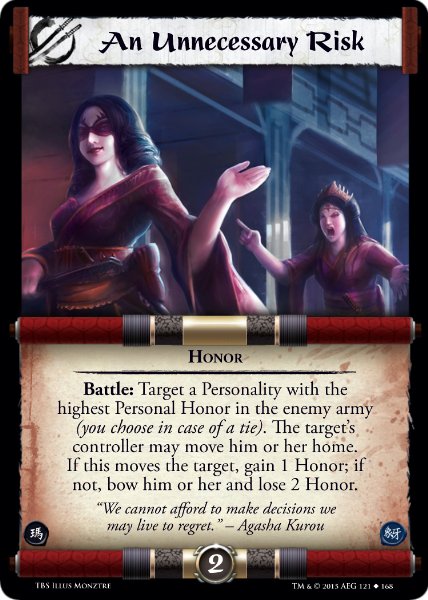 An Unnecessary Risk
Honor
Battle: Target a Personality with the
highest Personal Honor in the enemy army
(you choose in case of a tie). The target's
controller may move him or her home.
If this moves the target, gain 1 Honor; if
not, bow him or her and lose 2 Honor.
“We cannot afford to make decisions we
may live to regret.” – Agasha Kurou
瑪
象牙
2
TBS Illus Monztre
TM & © 2013 AEG 121 ◆ 168